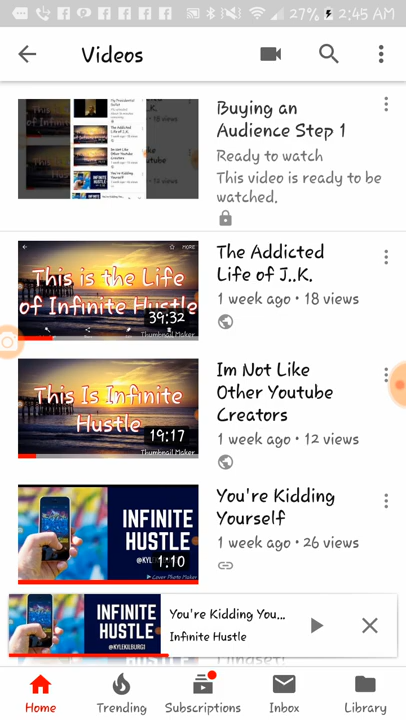 27% 2:45 AM
Videos
Buying an
Audience Step 1
Ready to watch
This video is ready to be
watched.
MORE
This is the Life
of Infinite Hustle
39:32
Thumbnail Maker
The Addicted
Life of J..K.
1 week ago • 18 views
This Is Infinite
Hustle
19:17
Thumbnail Maker
Im Not Like
Other Youtube
Creators
1 week ago • 12 views
INFINITE
HUSTLE
1:10
Cover Photo Maker
You're Kidding
Yourself
1 week ago • 26 views
INFINITE
HUSTLE
You're Kidding You...
Infinite Hustle
Home
Trending
Subscriptions
Inbox
Library